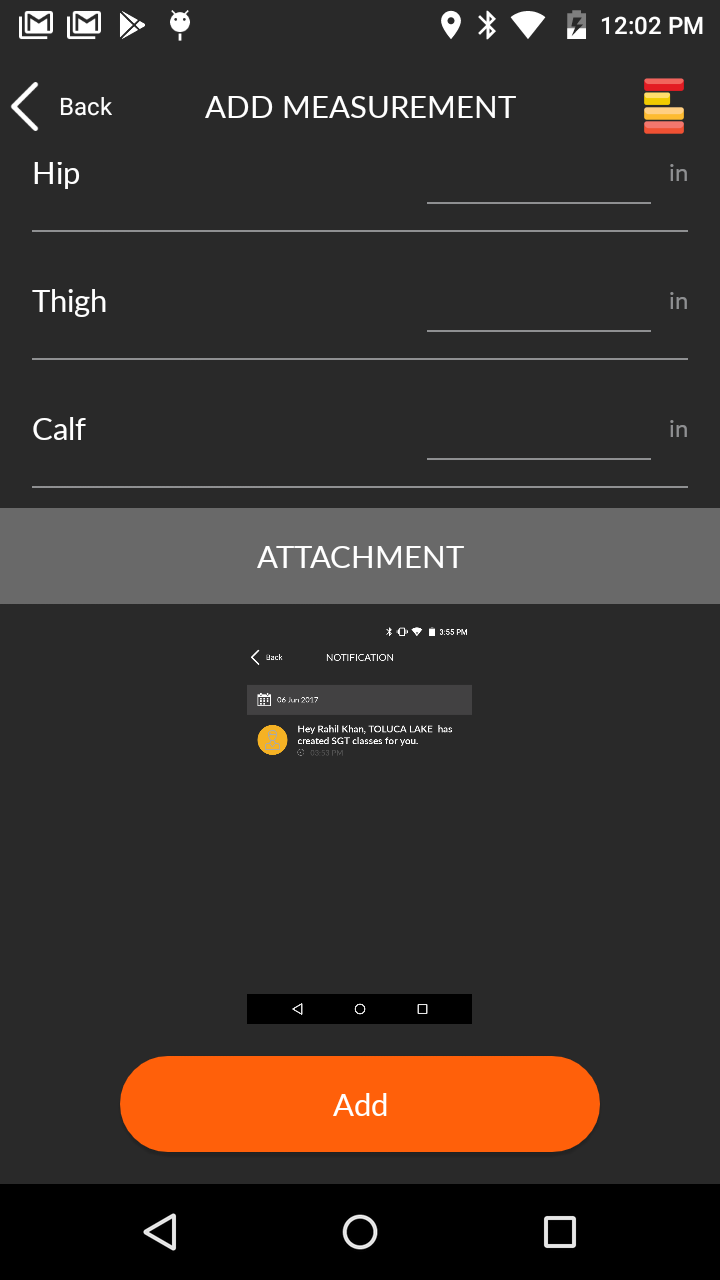 12:02 PM
Back
ADD MEASUREMENT
Hip
in
Thigh
in
Calf
in
ATTACHMENT
3:55 PM
Back
NOTIFICATION
06 Jun 2017
Hey Rahil Khan, TOLUCA LAKE has
created SGT classes for you.
03:53 PM
Add